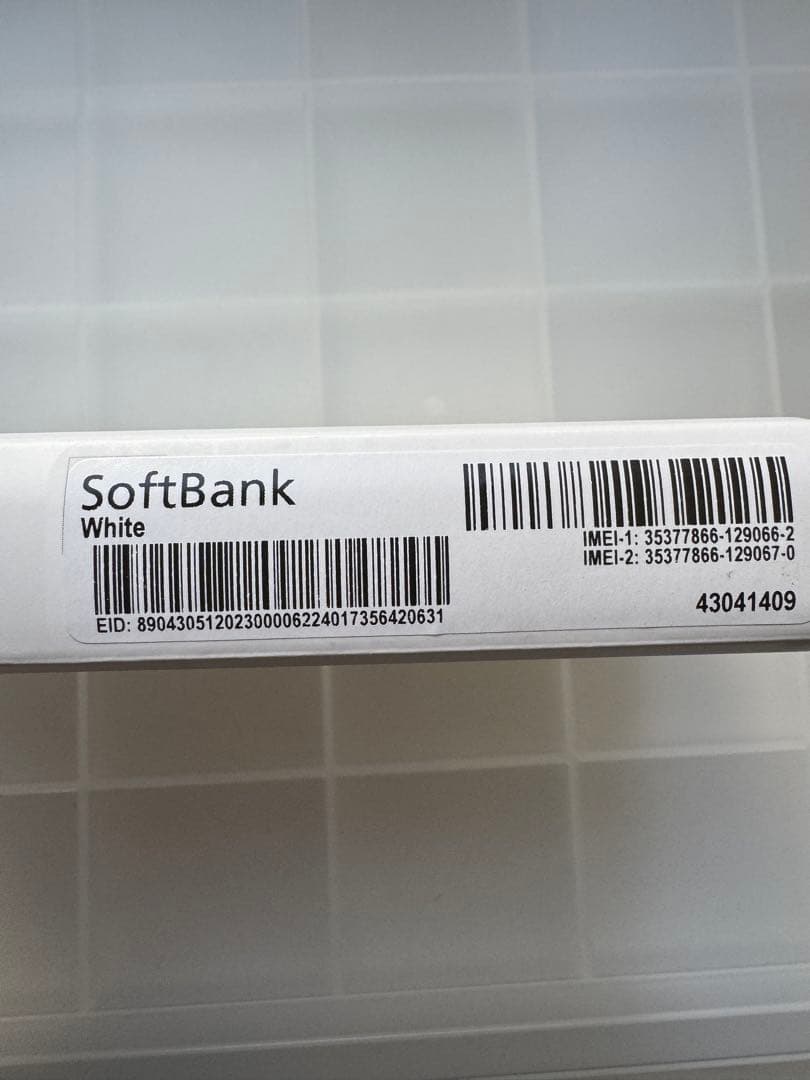 SoftBank
White
EID: 89043051202300006224017356420631
IMEI-1: 35377866-129066-2
IMEI-2: 35377866-129067-0
43041409